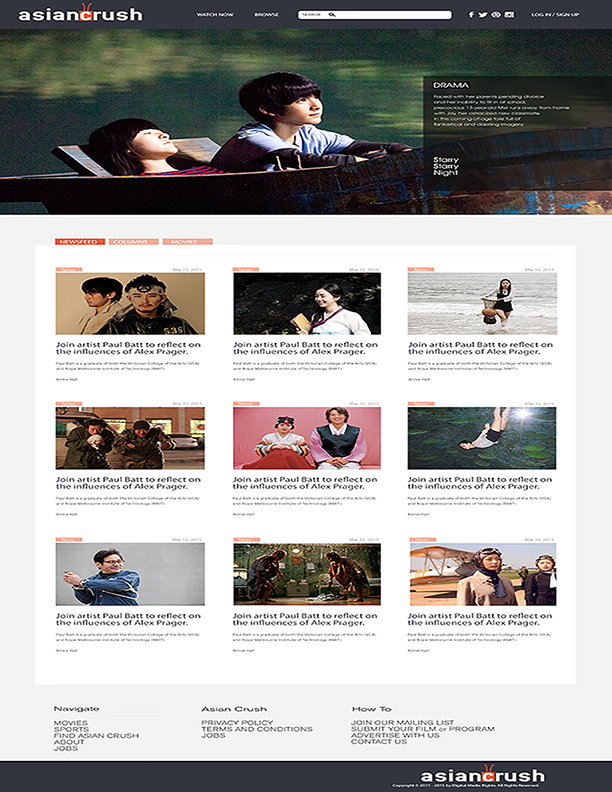 asiancrush
WATCH NOW
BROWSE
SEARCH
LOG IN / SIGN UP
DRAMA
Faced with her parents pending divorce
and her inability to fit in at school,
precocious 13-year-old Mei runs away from home
with Jay, her ostracized new classmate
in this coming-of-age tale full of
fantastical and dazzling imagery
Starry
Starry
Night
NEWSFEED
COLUMNS
MOVIES
News
Mar 12, 2015
News
Mar 12, 2015
News
Mar 12, 2015
Join artist Paul Batt to reflect on
the influences of Alex Prager.
Paul Batt is a graduate of both the Victorian College of the Arts (VCA)
and Royal Melbourne Institute of Technology (RMIT)
Annie Hall
Join artist Paul Batt to reflect on
the influences of Alex Prager.
Paul Batt is a graduate of both the Victorian College of the Arts (VCA)
and Royal Melbourne Institute of Technology (RMIT)
Annie Hall
Join artist Paul Batt to reflect on
the influences of Alex Prager.
Paul Batt is a graduate of both the Victorian College of the Arts (VCA)
and Royal Melbourne Institute of Technology (RMIT)
Annie Hall
News
Mar 12, 2015
News
Mar 12, 2015
News
Mar 12, 2015
Join artist Paul Batt to reflect on
the influences of Alex Prager.
Paul Batt is a graduate of both the Victorian College of the Arts (VCA)
and Royal Melbourne Institute of Technology (RMIT)
Annie Hall
Join artist Paul Batt to reflect on
the influences of Alex Prager.
Paul Batt is a graduate of both the Victorian College of the Arts (VCA)
and Royal Melbourne Institute of Technology (RMIT)
Annie Hall
Join artist Paul Batt to reflect on
the influences of Alex Prager.
Paul Batt is a graduate of both the Victorian College of the Arts (VCA)
and Royal Melbourne Institute of Technology (RMIT)
Annie Hall
News
Mar 12, 2015
News
Mar 12, 2015
News
Mar 12, 2015
Join artist Paul Batt to reflect on
the influences of Alex Prager.
Paul Batt is a graduate of both the Victorian College of the Arts (VCA)
and Royal Melbourne Institute of Technology (RMIT)
Annie Hall
Join artist Paul Batt to reflect on
the influences of Alex Prager.
Paul Batt is a graduate of both the Victorian College of the Arts (VCA)
and Royal Melbourne Institute of Technology (RMIT)
Annie Hall
Join artist Paul Batt to reflect on
the influences of Alex Prager.
Paul Batt is a graduate of both the Victorian College of the Arts (VCA)
and Royal Melbourne Institute of Technology (RMIT)
Annie Hall
Navigate
MOVIES
SPORTS
FIND ASIAN CRUSH
ABOUT
JOBS
Asian Crush
PRIVACY POLICY
TERMS AND CONDITIONS
JOBS
How To
JOIN OUR MAILING LIST
SUBMIT YOUR FILM or PROGRAM
ADVERTISE WITH US
CONTACT US
asiancrush
Copyright © 2011 - 2015 by Digital Media Rights. All Rights Reserved.